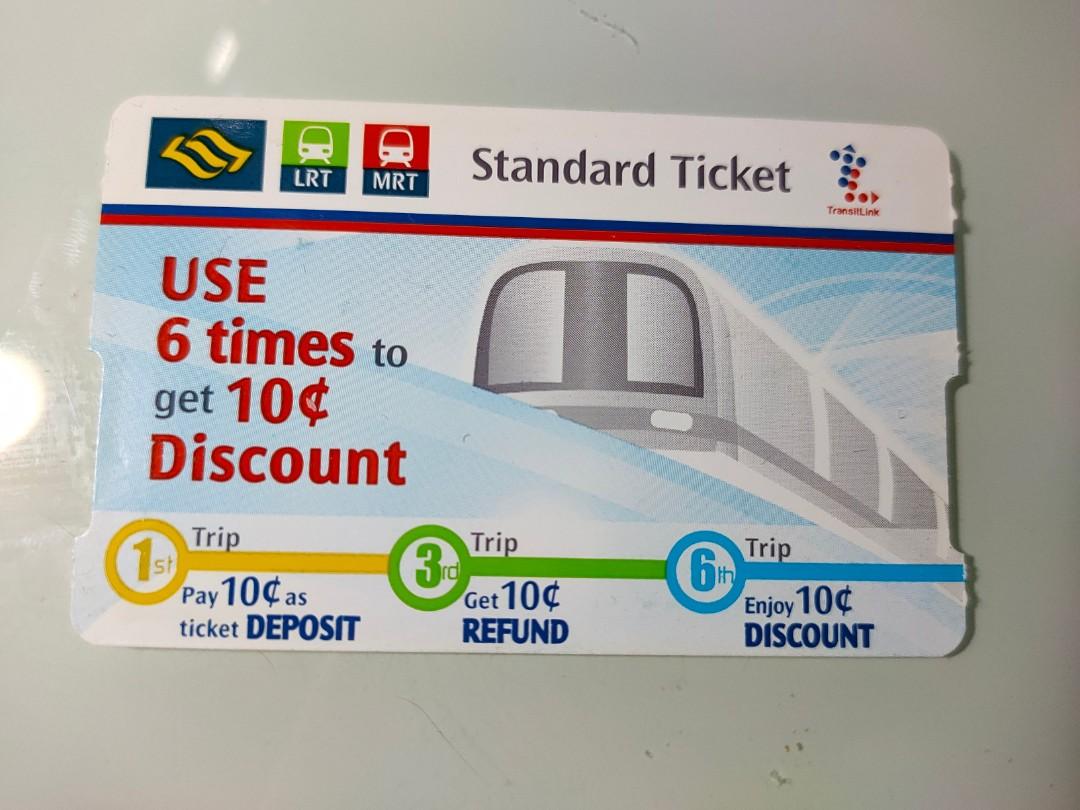 LRT MRT Standard Ticket
TransitLink
USE
6 times to
get 10¢
Discount
1st Trip
Pay 10¢ as
ticket DEPOSIT
3rd Trip
Get 10¢
REFUND
6th Trip
Enjoy 10¢
DISCOUNT